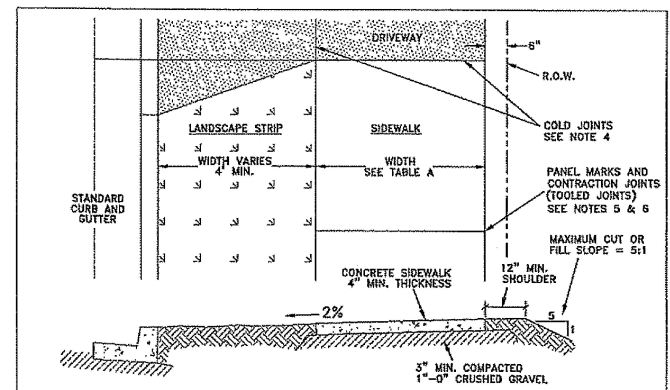 DRIVEWAY
6"
R.O.W.
COLD JOINTS
SEE NOTE 4
LANDSCAPE STRIP
SIDEWALK
WIDTH VARIES
4' MIN.
WIDTH
SEE TABLE A
PANEL MARKS AND
CONTRACTION JOINTS
(TOOLED JOINTS)
SEE NOTES 5 & 6
STANDARD
CURB AND
GUTTER
MAXIMUM CUT OR
FILL SLOPE = 5:1
12" MIN.
SHOULDER
CONCRETE SIDEWALK
4" MIN. THICKNESS
2%
5
1
3" MIN. COMPACTED
1"-0" CRUSHED GRAVEL